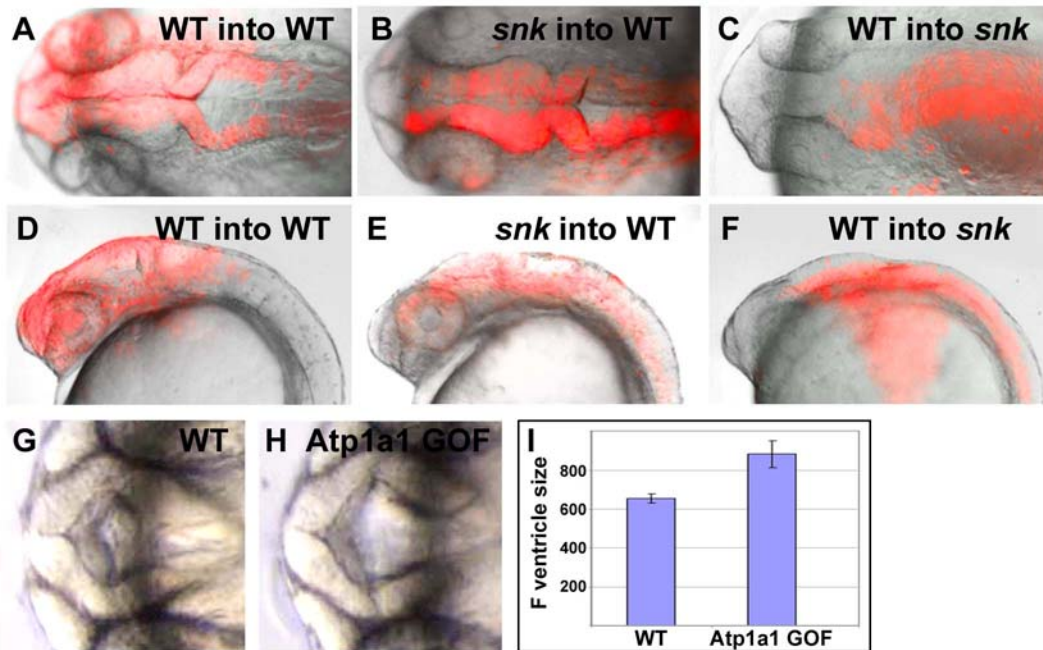 A WT into WT
B snk into WT
C WT into snk
D WT into WT
E snk into WT
F WT into snk
G WT
H Atp1a1 GOF
I
F ventricle size
800
600
400
200
WT Atp1a1 GOF